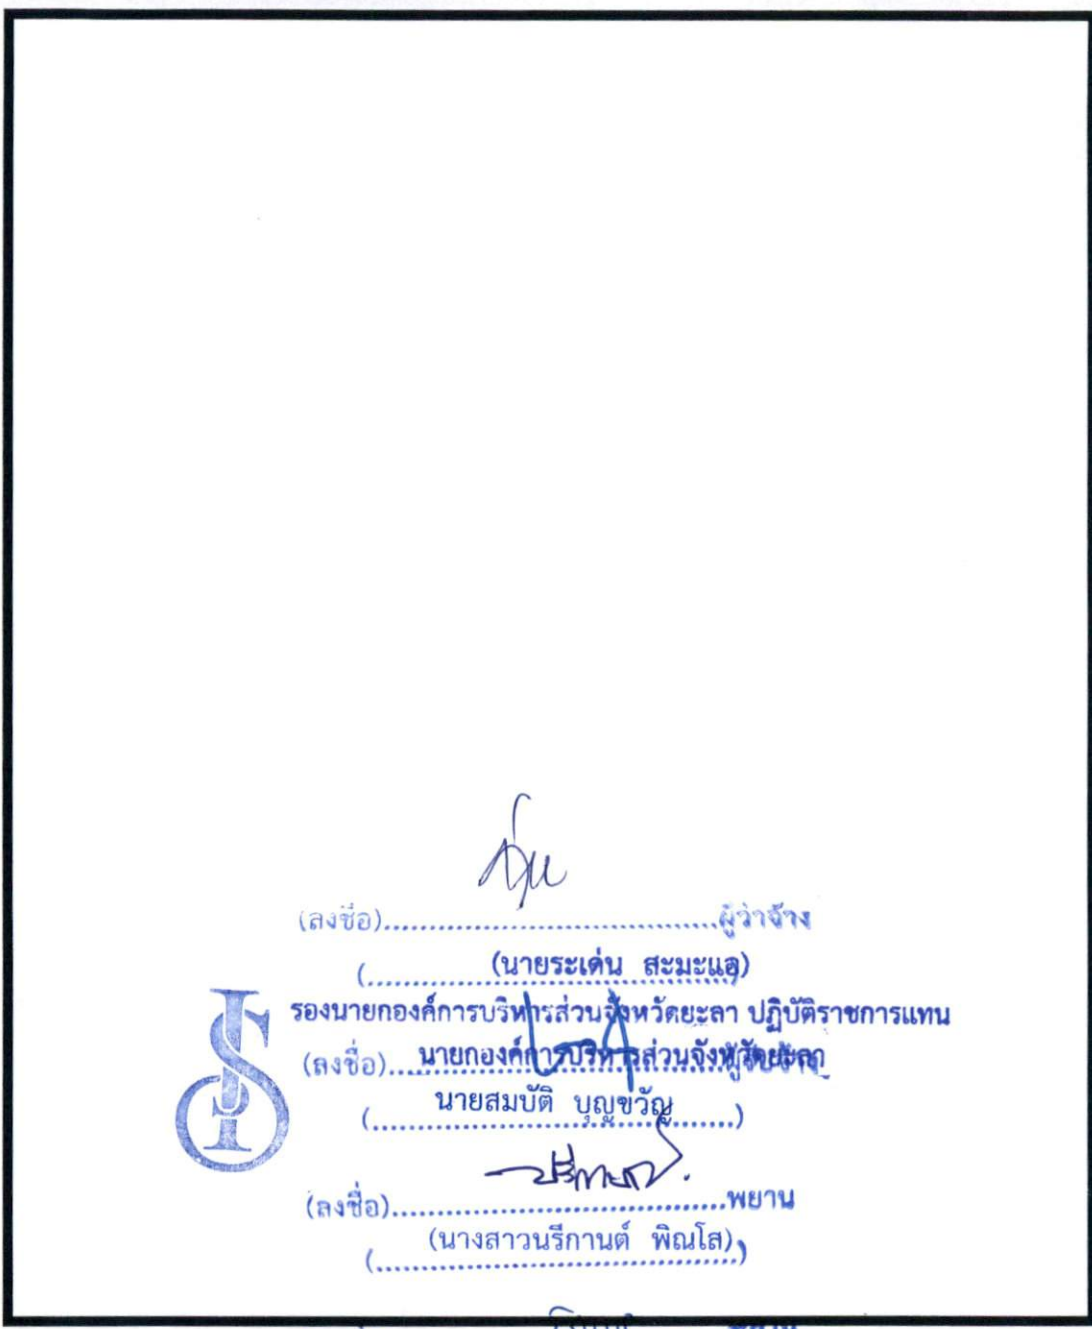 (ลงชื่อ).....................................ผู้ว่าจ้าง
(นายระเด่น สะมะแอ)
รองนายกองค์การบริหารส่วนจังหวัดยะลา ปฏิบัติราชการแทน
(ลงชื่อ)...นายกองค์การบริหารส่วนจังหวัดยะลา
นายสมบัติ บุญขวัญ
(ลงชื่อ).....................................พยาน
(นางสาวนรีกานต์ พิณโส)